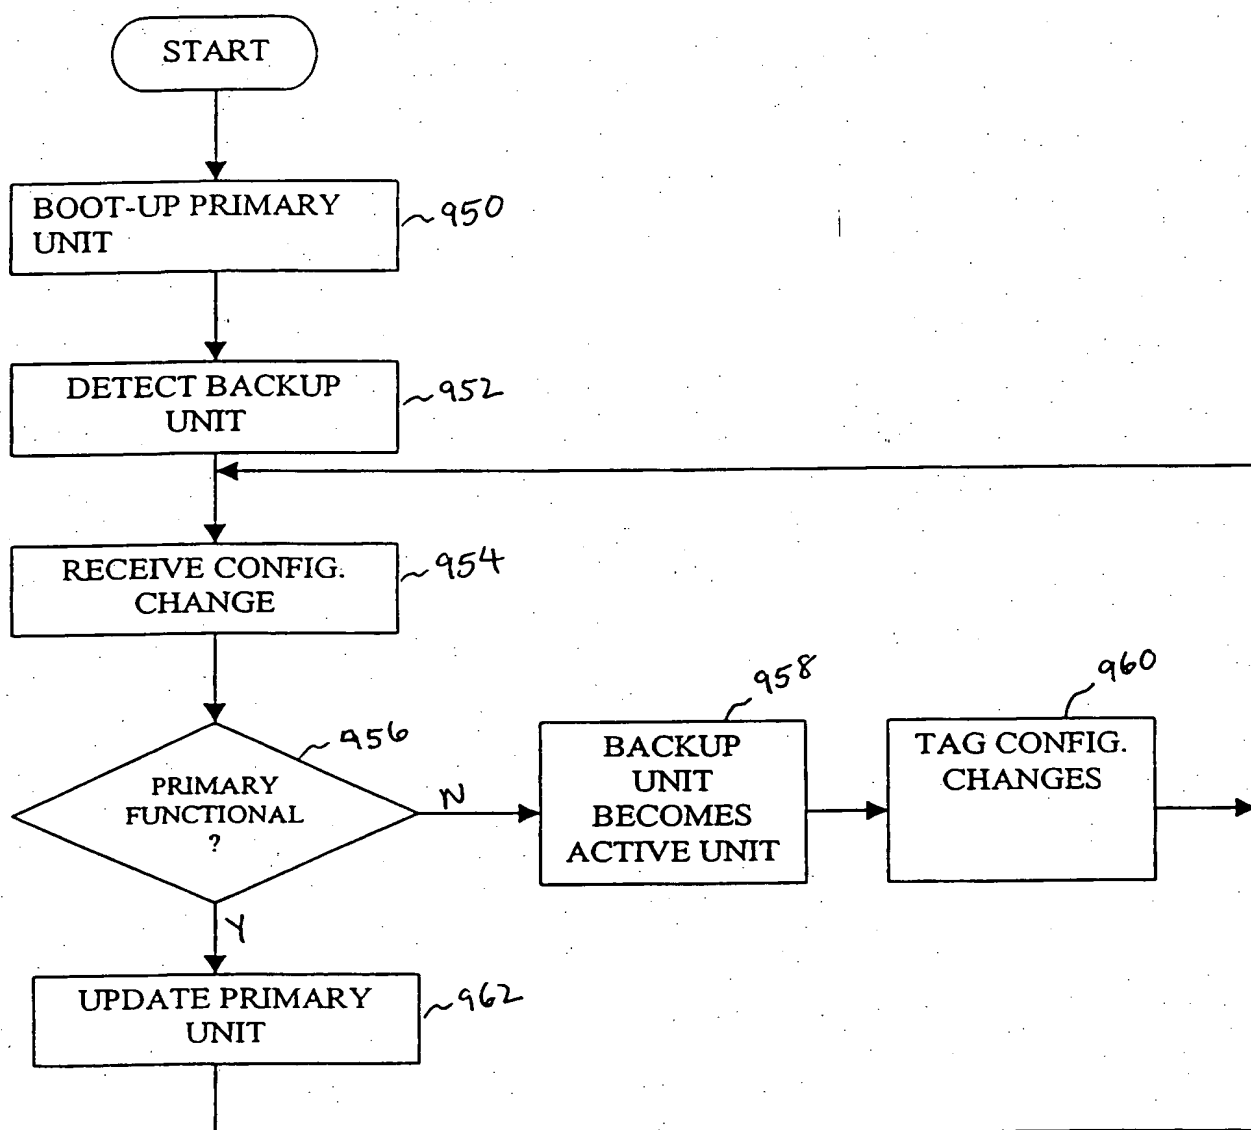 START
BOOT-UP PRIMARY
UNIT
950
DETECT BACKUP
UNIT
952
RECEIVE CONFIG.
CHANGE
954
PRIMARY
FUNCTIONAL
?
956
N
BACKUP
UNIT
BECOMES
ACTIVE UNIT
958
TAG CONFIG.
CHANGES
960
Y
UPDATE PRIMARY
UNIT
962